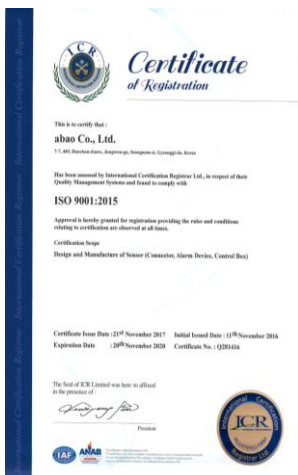 ICR
Certificate
of Registration
This is to certify that :
abao Co., Ltd.
Has been assessed by International Certification Registrar Ltd., in respect of their
Quality Management Systems and found to comply with
ISO 9001:2015
Approval is hereby granted for registration providing the rules and conditions
relating to certification are observed at all times.
Certification Scope
Design and Manufacture of Sensor (Connector, Alarm Device, Control Box)
Certificate Issue Date : 21st November 2017 Initial Issued Date : 11th November 2016
Expiration Date : 20th November 2020 Certificate No. : Q281416
The Seal of ICR Limited was here to affixed
in the presence of :
President
IAF
ANAB
International Certification
ICR
Registrar Ltd